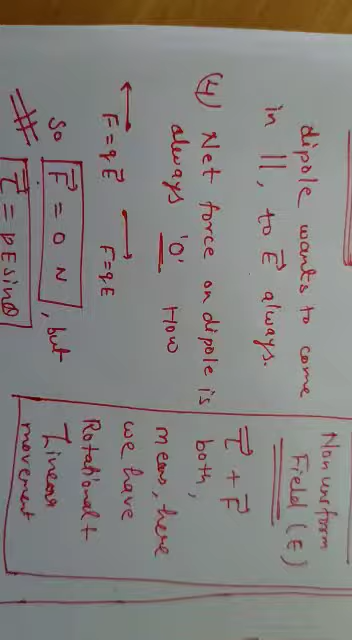 dipole wants to come
in ||, to E⃗ always.
(4) Net force on dipole is
always '0' How
F=qE⃗ F=qE
So F⃗ = 0 N, but
τ⃗ = PE sinθ
Non uniform
Field (E)
τ⃗ + F⃗
both,
means, here
we have
Rotational +
Linear
movement